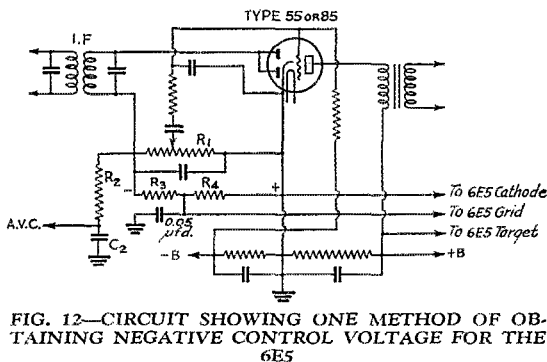 TYPE 55 OR 85
I.F
R1
R2
- R3 R4 +
To 6E5 Cathode
0.05 μfd.
To 6E5 Grid
A.V.C.
To 6E5 Target
C2
-B
+B
FIG. 12—CIRCUIT SHOWING ONE METHOD OF OB-
TAINING NEGATIVE CONTROL VOLTAGE FOR THE
6E5